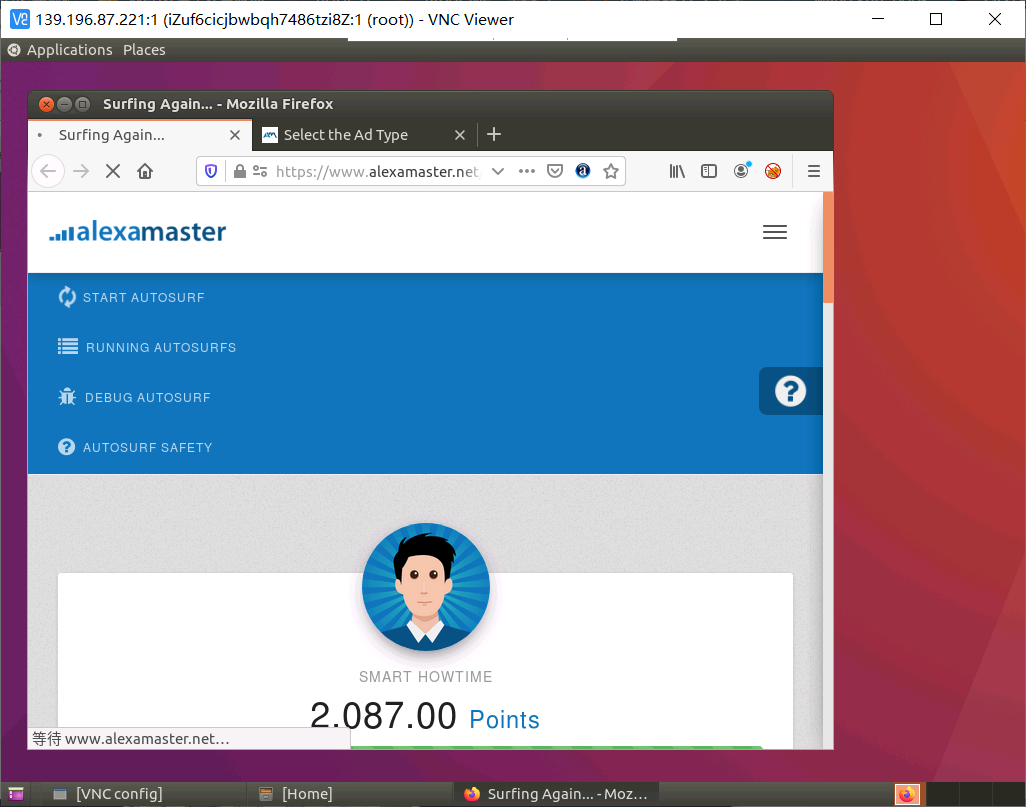 139.196.87.221:1 (iZuf6cicjbwbqh7486tzi8Z:1 (root)) - VNC Viewer
Applications Places
Surfing Again... - Mozilla Firefox
Surfing Again... Select the Ad Type
https://www.alexamaster.net
alexamaster
START AUTOSURF
RUNNING AUTOSURFS
DEBUG AUTOSURF
AUTOSURF SAFETY
SMART HOWTIME
2,087.00 Points
等待 www.alexamaster.net…
[VNC config] [Home] Surfing Again... - Moz…